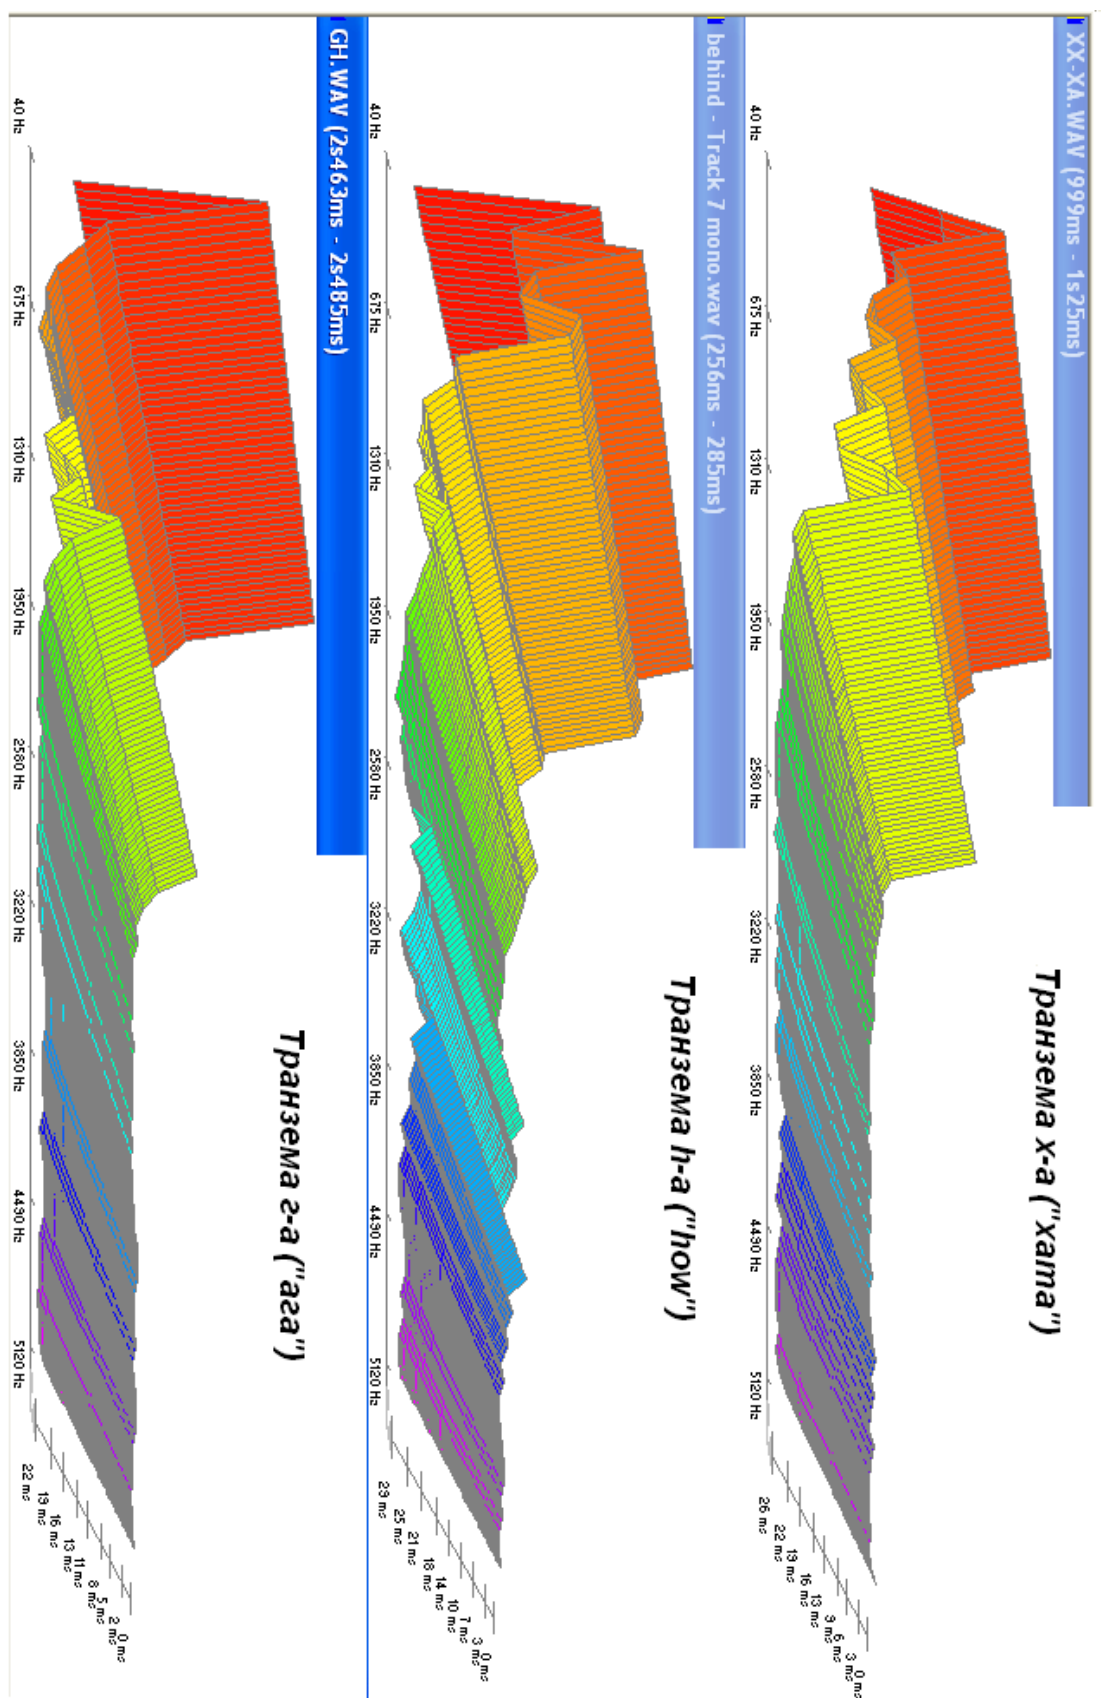 XX-XA.WAV (999ms - 1s25ms)
Транзема х-а ("хата")
0 ms
3 ms
6 ms
9 ms
13 ms
16 ms
19 ms
22 ms
26 ms
40 Hz 675 Hz 1310 Hz 1950 Hz 2580 Hz 3220 Hz 3850 Hz 4490 Hz 5120 Hz
behind - Track 7 mono.wav (256ms - 285ms)
Транзема h-a ("how")
0 ms
3 ms
7 ms
10 ms
14 ms
18 ms
21 ms
25 ms
29 ms
40 Hz 675 Hz 1310 Hz 1950 Hz 2580 Hz 3220 Hz 3850 Hz 4490 Hz 5120 Hz
GH.WAV (2s463ms - 2s485ms)
Транзема г-а ("ага")
0 ms
2 ms
5 ms
8 ms
11 ms
13 ms
16 ms
19 ms
22 ms
40 Hz 675 Hz 1310 Hz 1950 Hz 2580 Hz 3220 Hz 3850 Hz 4490 Hz 5120 Hz